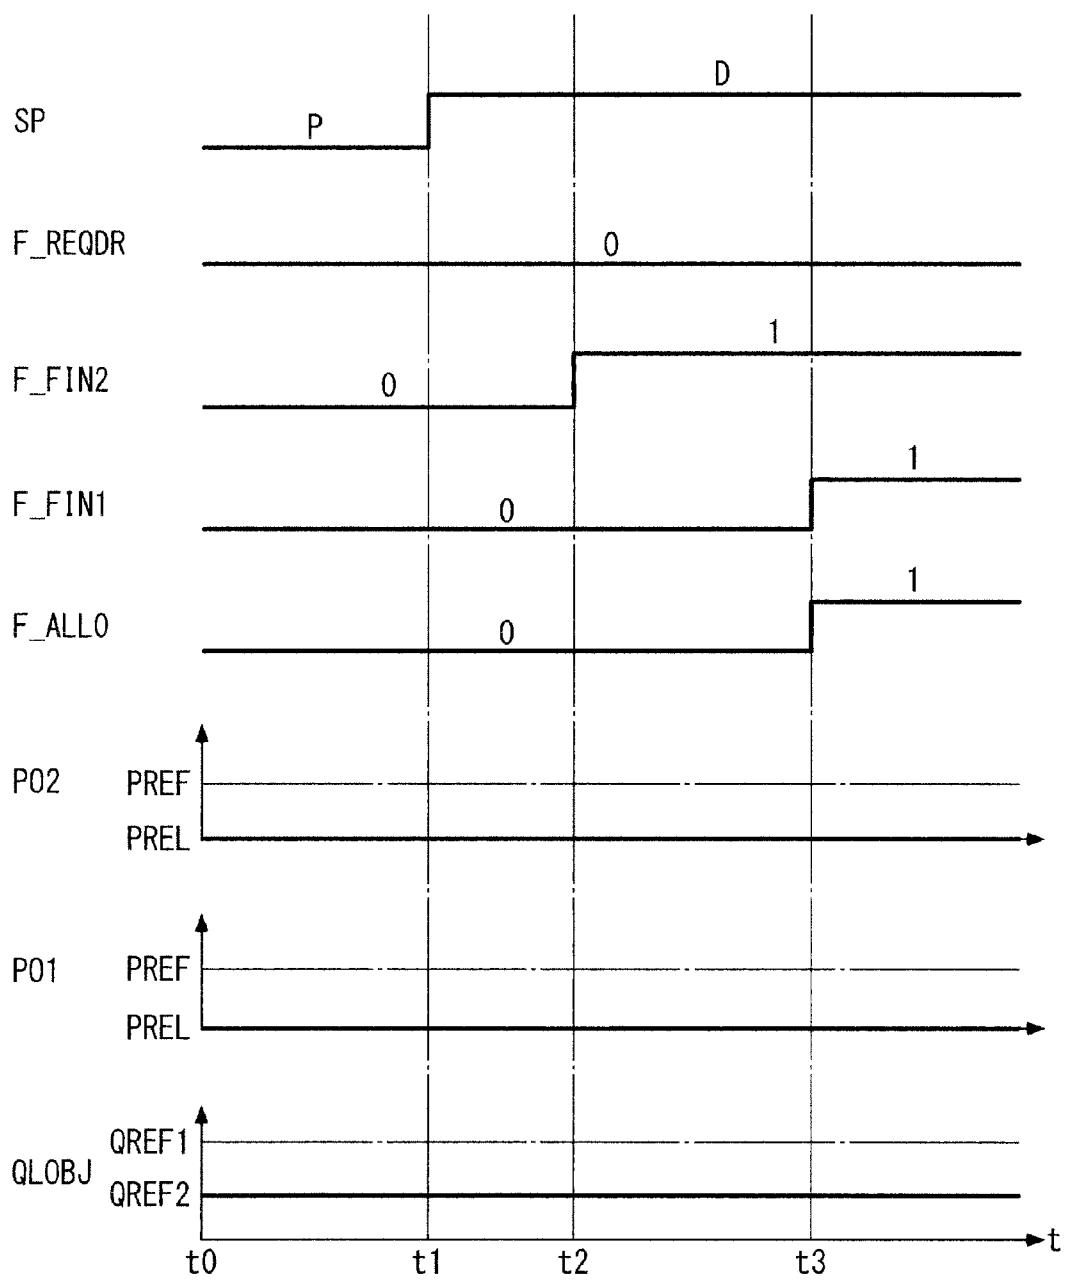 D
SP
P
F_REQDR
0
1
F_FIN2
0
1
F_FIN1
0
1
F_ALLO
0
PO2
PREF
PREL
PO1
PREF
PREL
QREF1
QLOBJ
QREF2
t
t0 t1 t2 t3